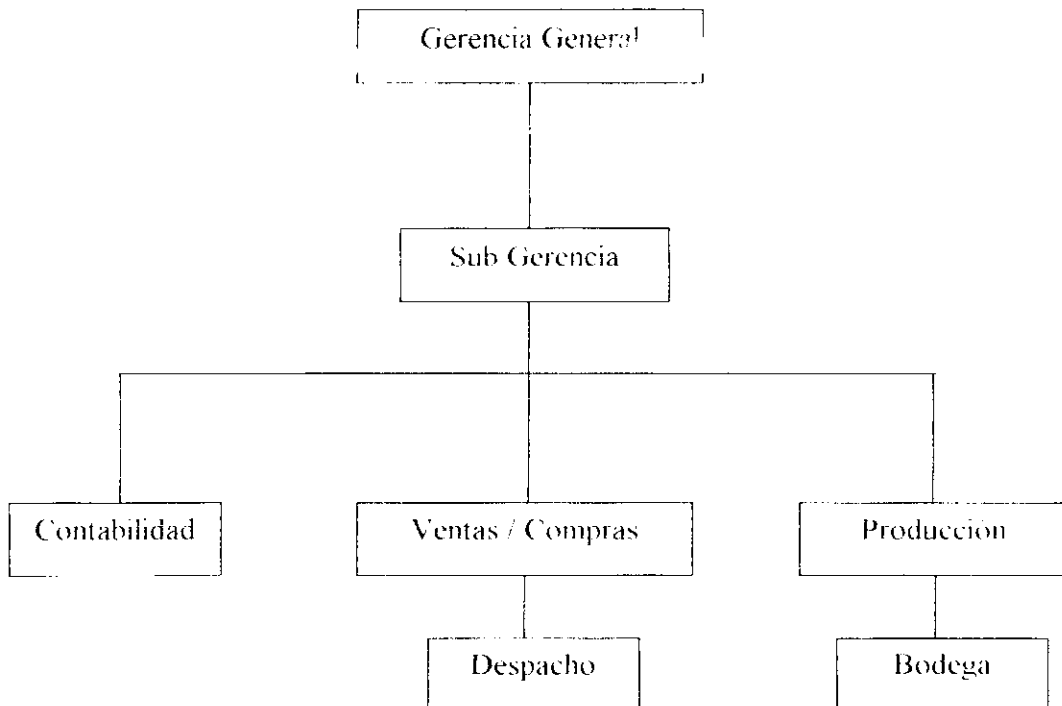 Gerencia General
Sub Gerencia
Contabilidad
Ventas / Compras
Producción
Despacho
Bodega